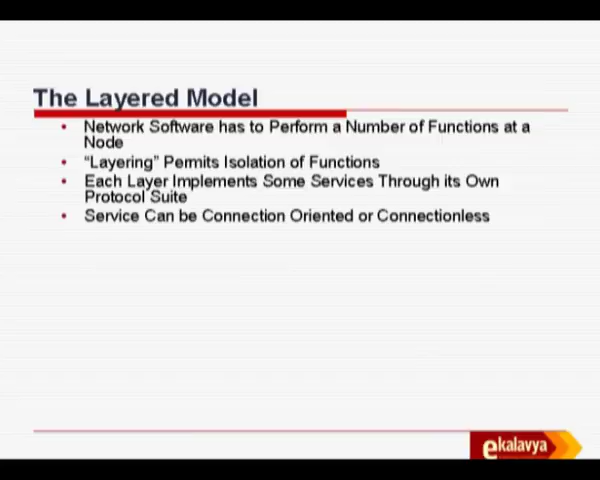 The Layered Model
• Network Software has to Perform a Number of Functions at a
Node
• “Layering” Permits Isolation of Functions
• Each Layer Implements Some Services Through its Own
Protocol Suite
• Service Can be Connection Oriented or Connectionless
ekalavya